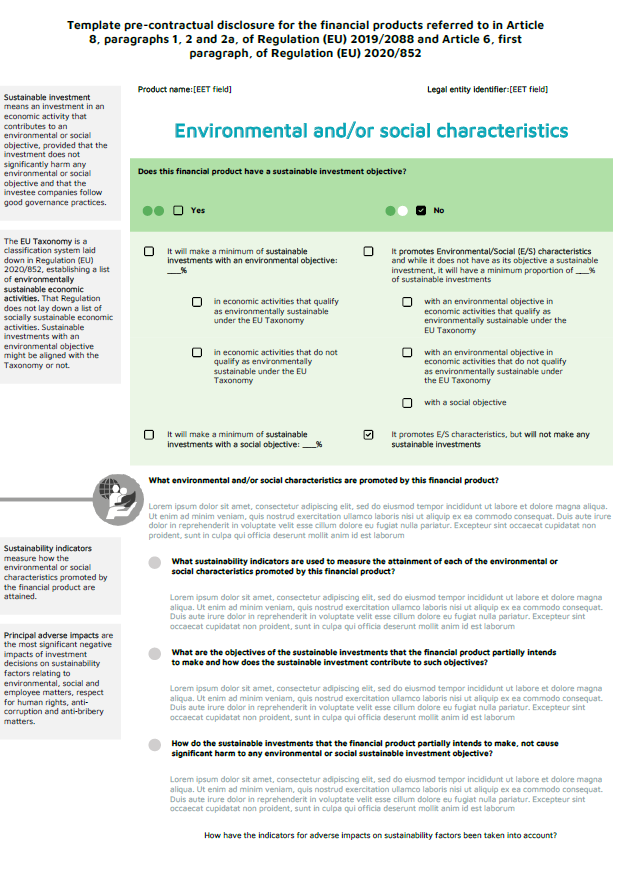 Template pre-contractual disclosure for the financial products referred to in Article
8, paragraphs 1, 2 and 2a, of Regulation (EU) 2019/2088 and Article 6, first
paragraph, of Regulation (EU) 2020/852
Product name:[EET field]
Legal entity identifier:[EET field]
Sustainable investment
means an investment in an
economic activity that
contributes to an
environmental or social
objective, provided that the
investment does not
significantly harm any
environmental or social
objective and that the
investee companies follow
good governance practices.
The EU Taxonomy is a
classification system laid
down in Regulation (EU)
2020/852, establishing a list
of environmentally
sustainable economic
activities. That Regulation
does not lay down a list of
socially sustainable economic
activities. Sustainable
investments with an
environmental objective
might be aligned with the
Taxonomy or not.
Environmental and/or social characteristics
Does this financial product have a sustainable investment objective?
Yes
No
It will make a minimum of sustainable
investments with an environmental objective:
___%
in economic activities that qualify
as environmentally sustainable
under the EU Taxonomy
in economic activities that do not
qualify as environmentally
sustainable under the EU
Taxonomy
It will make a minimum of sustainable
investments with a social objective: ___%
It promotes Environmental/Social (E/S) characteristics
and while it does not have as its objective a sustainable
investment, it will have a minimum proportion of ___%
of sustainable investments
with an environmental objective in
economic activities that qualify as
environmentally sustainable under the
EU Taxonomy
with an environmental objective in
economic activities that do not qualify
as environmentally sustainable under
the EU Taxonomy
with a social objective
It promotes E/S characteristics, but will not make any
sustainable investments
What environmental and/or social characteristics are promoted by this financial product?
Lorem ipsum dolor sit amet, consectetur adipiscing elit, sed do eiusmod tempor incididunt ut labore et dolore magna aliqua.
Ut enim ad minim veniam, quis nostrud exercitation ullamco laboris nisi ut aliquip ex ea commodo consequat. Duis aute irure
dolor in reprehenderit in voluptate velit esse cillum dolore eu fugiat nulla pariatur. Excepteur sint occaecat cupidatat non
proident, sunt in culpa qui officia deserunt mollit anim id est laborum
Sustainability indicators
measure how the
environmental or social
characteristics promoted by
the financial product are
attained.
What sustainability indicators are used to measure the attainment of each of the environmental or
social characteristics promoted by this financial product?
Lorem ipsum dolor sit amet, consectetur adipiscing elit, sed do eiusmod tempor incididunt ut labore et dolore magna
aliqua. Ut enim ad minim veniam, quis nostrud exercitation ullamco laboris nisi ut aliquip ex ea commodo consequat.
Duis aute irure dolor in reprehenderit in voluptate velit esse cillum dolore eu fugiat nulla pariatur. Excepteur sint
occaecat cupidatat non proident, sunt in culpa qui officia deserunt mollit anim id est laborum
Principal adverse impacts are
the most significant negative
impacts of investment
decisions on sustainability
factors relating to
environmental, social and
employee matters, respect
for human rights, anti-
corruption and anti-bribery
matters.
What are the objectives of the sustainable investments that the financial product partially intends
to make and how does the sustainable investment contribute to such objectives?
Lorem ipsum dolor sit amet, consectetur adipiscing elit, sed do eiusmod tempor incididunt ut labore et dolore magna
aliqua. Ut enim ad minim veniam, quis nostrud exercitation ullamco laboris nisi ut aliquip ex ea commodo consequat.
Duis aute irure dolor in reprehenderit in voluptate velit esse cillum dolore eu fugiat nulla pariatur. Excepteur sint
occaecat cupidatat non proident, sunt in culpa qui officia deserunt mollit anim id est laborum
How do the sustainable investments that the financial product partially intends to make, not cause
significant harm to any environmental or social sustainable investment objective?
Lorem ipsum dolor sit amet, consectetur adipiscing elit, sed do eiusmod tempor incididunt ut labore et dolore magna
aliqua. Ut enim ad minim veniam, quis nostrud exercitation ullamco laboris nisi ut aliquip ex ea commodo consequat.
Duis aute irure dolor in reprehenderit in voluptate velit esse cillum dolore eu fugiat nulla pariatur. Excepteur sint
occaecat cupidatat non proident, sunt in culpa qui officia deserunt mollit anim id est laborum
How have the indicators for adverse impacts on sustainability factors been taken into account?